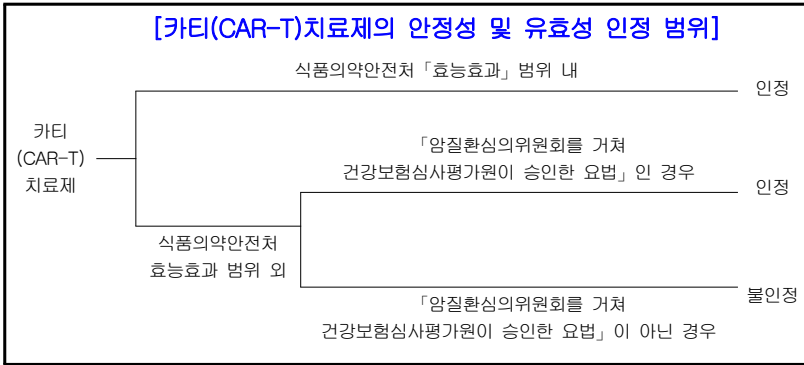 [카티(CAR-T)치료제의 안정성 및 유효성 인정 범위]
식품의약안전처「효능효과」범위 내
인정
카티
(CAR-T)
치료제
「암질환심의위원회를 거쳐
건강보험심사평가원이 승인한 요법」인 경우
인정
식품의약안전처
효능효과 범위 외
불인정
「암질환심의위원회를 거쳐
건강보험심사평가원이 승인한 요법」이 아닌 경우